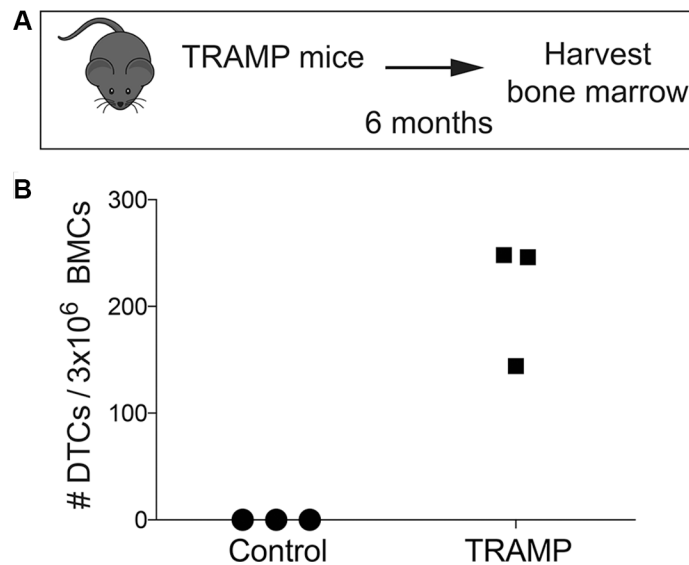 A
TRAMP mice
6 months
Harvest
bone marrow
B
# DTCs / 3x10⁶ BMCs
300
200
100
0
Control
TRAMP